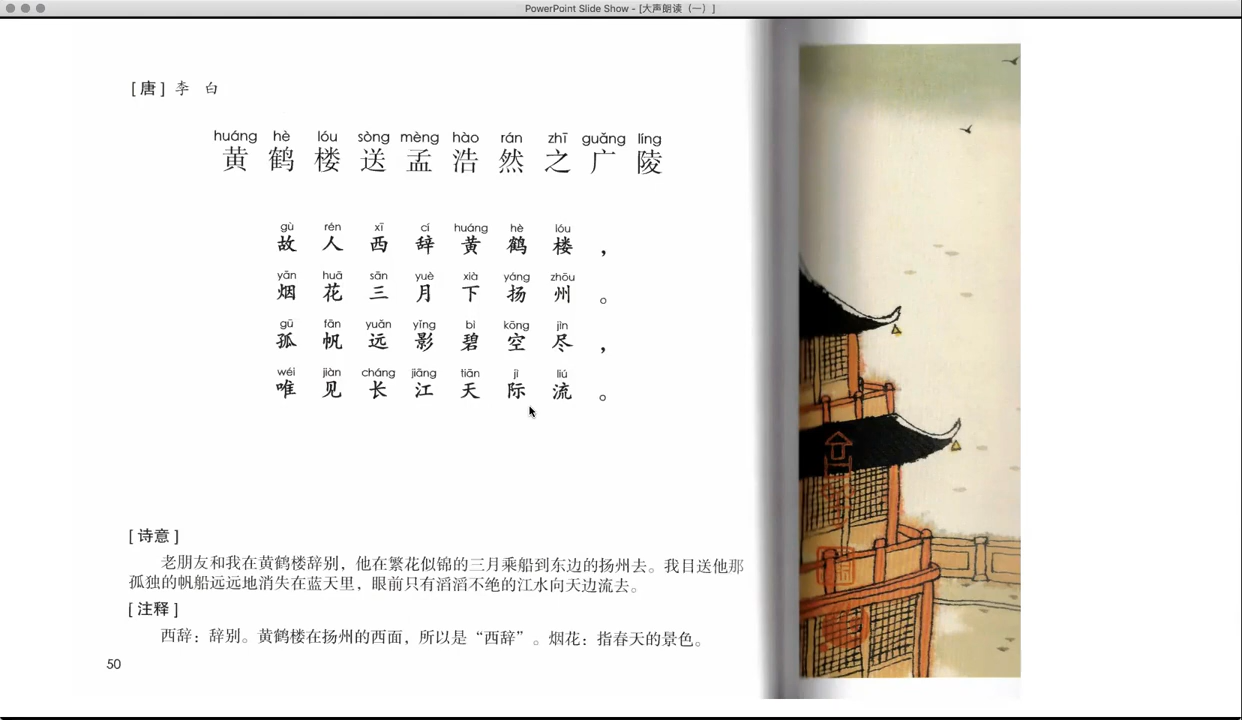 PowerPoint Slide Show - [大声朗读（一）]
[唐] 李 白
huáng hè lóu sòng mèng hào rán zhī guǎng líng
黄 鹤 楼 送 孟 浩 然 之 广 陵
gù rén xī cí huáng hè lóu
故 人 西 辞 黄 鹤 楼 ，
yān huā sān yuè xià yáng zhōu
烟 花 三 月 下 扬 州 。
gū fān yuǎn yǐng bì kōng jìn
孤 帆 远 影 碧 空 尽 ，
wéi jiàn cháng jiāng tiān jì liú
唯 见 长 江 天 际 流 。
[诗意]
老朋友和我在黄鹤楼辞别，他在繁花似锦的三月乘船到东边的扬州去。我目送他那
孤独的帆船远远地消失在蓝天里，眼前只有滔滔不绝的江水向天边流去。
[注释]
西辞：辞别。黄鹤楼在扬州的西面，所以是“西辞”。烟花：指春天的景色。
50